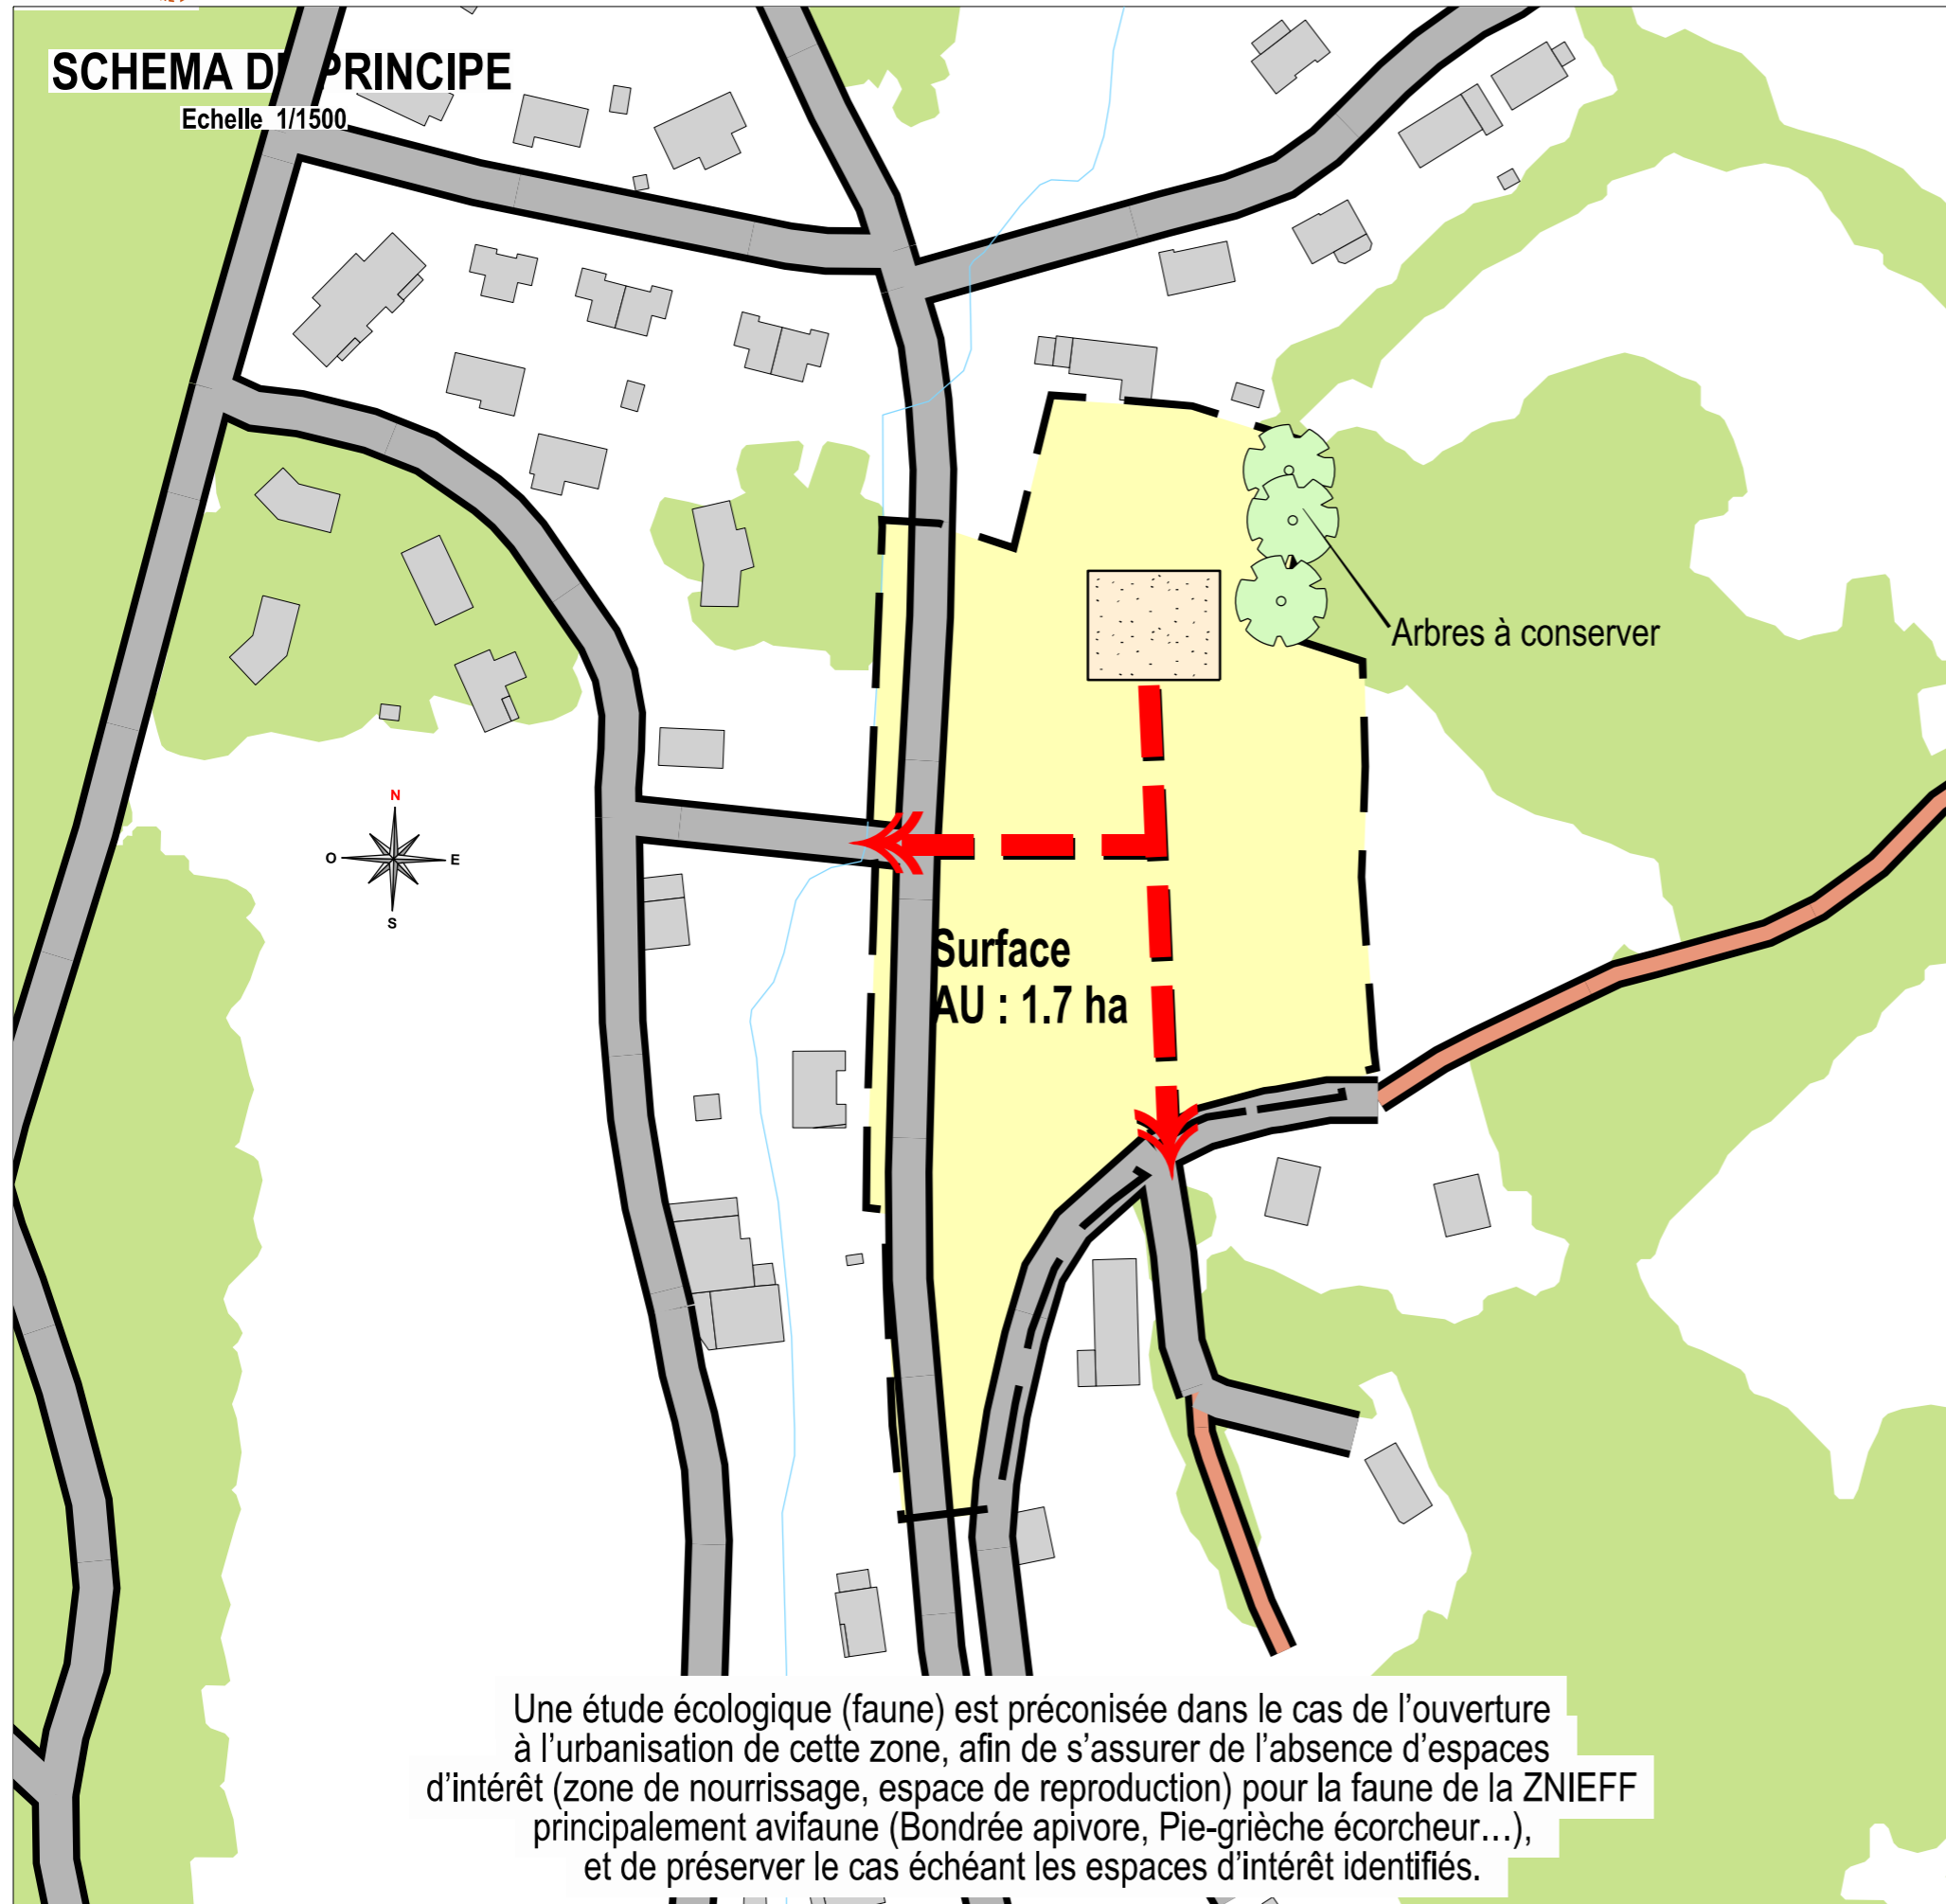 SCHEMA DE PRINCIPE
Echelle 1/1500
Arbres à conserver
N
O
E
S
Surface
AU : 1.7 ha
Une étude écologique (faune) est préconisée dans le cas de l'ouverture
à l'urbanisation de cette zone, afin de s'assurer de l'absence d'espaces
d'intérêt (zone de nourrissage, espace de reproduction) pour la faune de la ZNIEFF
principalement avifaune (Bondrée apivore, Pie-grièche écorcheur...),
et de préserver le cas échéant les espaces d'intérêt identifiés.